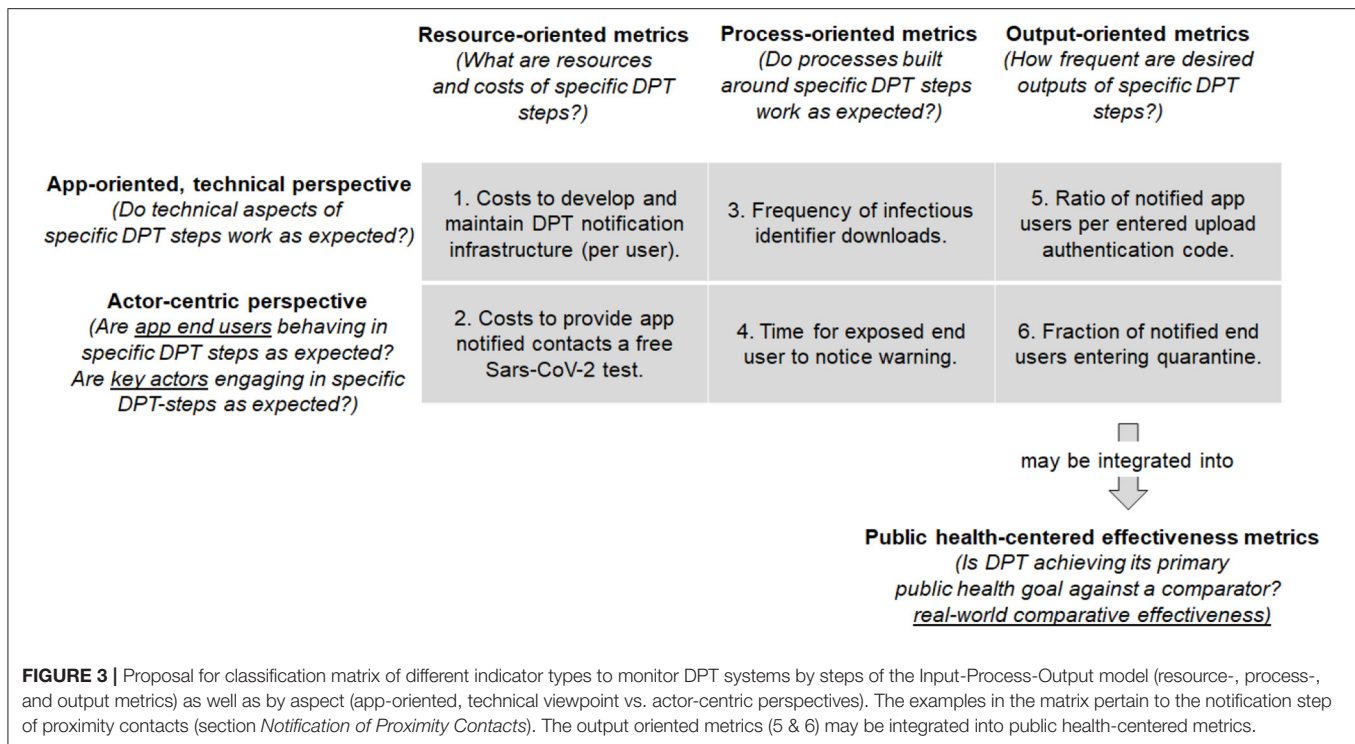 Resource-oriented metrics
(What are resources
and costs of specific DPT
steps?)
Process-oriented metrics
(Do processes built
around specific DPT steps
work as expected?)
Output-oriented metrics
(How frequent are desired
outputs of specific DPT
steps?)
App-oriented, technical perspective
(Do technical aspects of
specific DPT steps work as expected?)
1. Costs to develop and
maintain DPT notification
infrastructure (per user).
3. Frequency of infectious
identifier downloads.
5. Ratio of notified app
users per entered upload
authentication code.
Actor-centric perspective
(Are app end users behaving in
specific DPT steps as expected?
Are key actors engaging in specific
DPT-steps as expected?)
2. Costs to provide app
notified contacts a free
Sars-CoV-2 test.
4. Time for exposed end
user to notice warning.
6. Fraction of notified end
users entering quarantine.
may be integrated into
Public health-centered effectiveness metrics
(Is DPT achieving its primary
public health goal against a comparator?
real-world comparative effectiveness)
FIGURE 3 | Proposal for classification matrix of different indicator types to monitor DPT systems by steps of the Input-Process-Output model (resource-, process-,
and output metrics) as well as by aspect (app-oriented, technical viewpoint vs. actor-centric perspectives). The examples in the matrix pertain to the notification step
of proximity contacts (section Notification of Proximity Contacts). The output oriented metrics (5 & 6) may be integrated into public health-centered metrics.